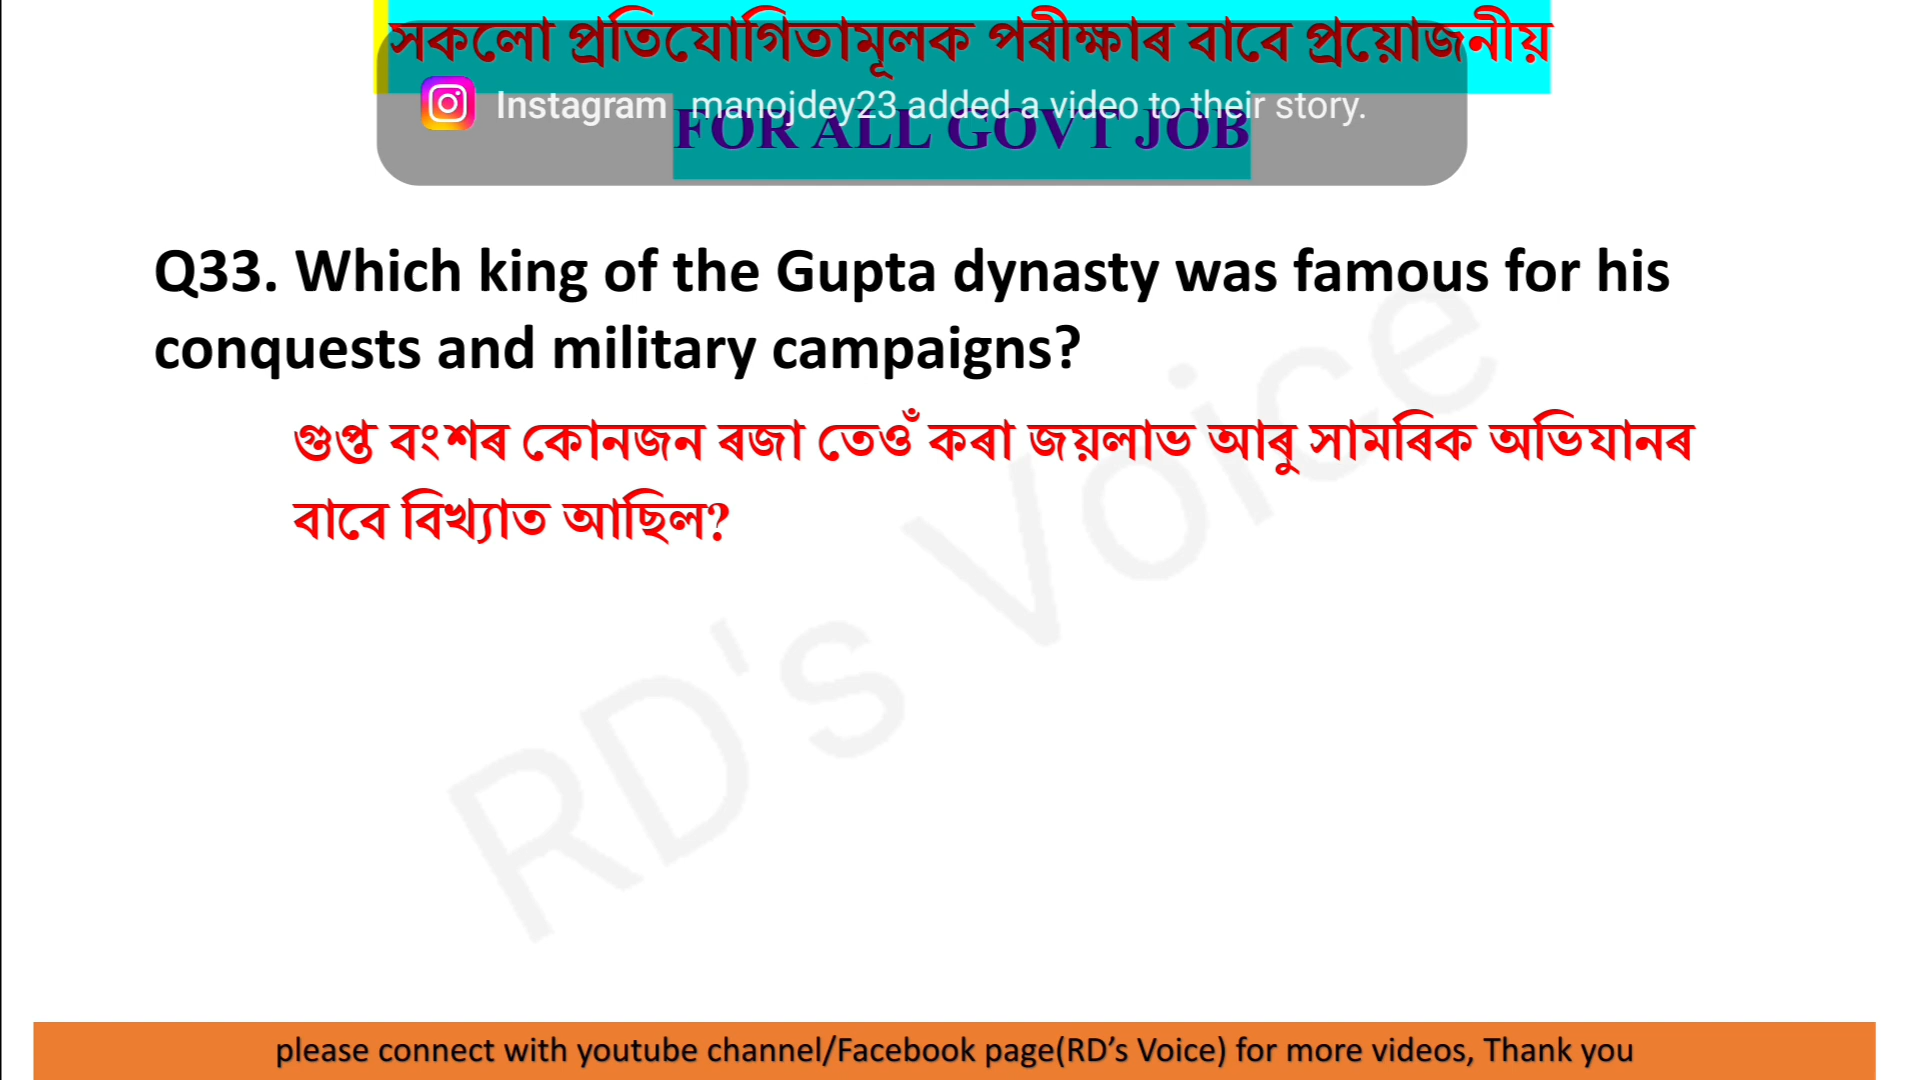 সকলো প্ৰতিযোগিতামূলক পৰীক্ষাৰ বাবে প্ৰয়োজনীয়
Instagram manojdey23 added a video to their story.
FOR ALL GOVT JOB
Q33. Which king of the Gupta dynasty was famous for his
conquests and military campaigns?
গুপ্ত বংশৰ কোনজন ৰজা তেওঁ কৰা জয়লাভ আৰু সামৰিক অভিযানৰ
বাবে বিখ্যাত আছিল?
RD's Voice
please connect with youtube channel/Facebook page(RD’s Voice) for more videos, Thank you